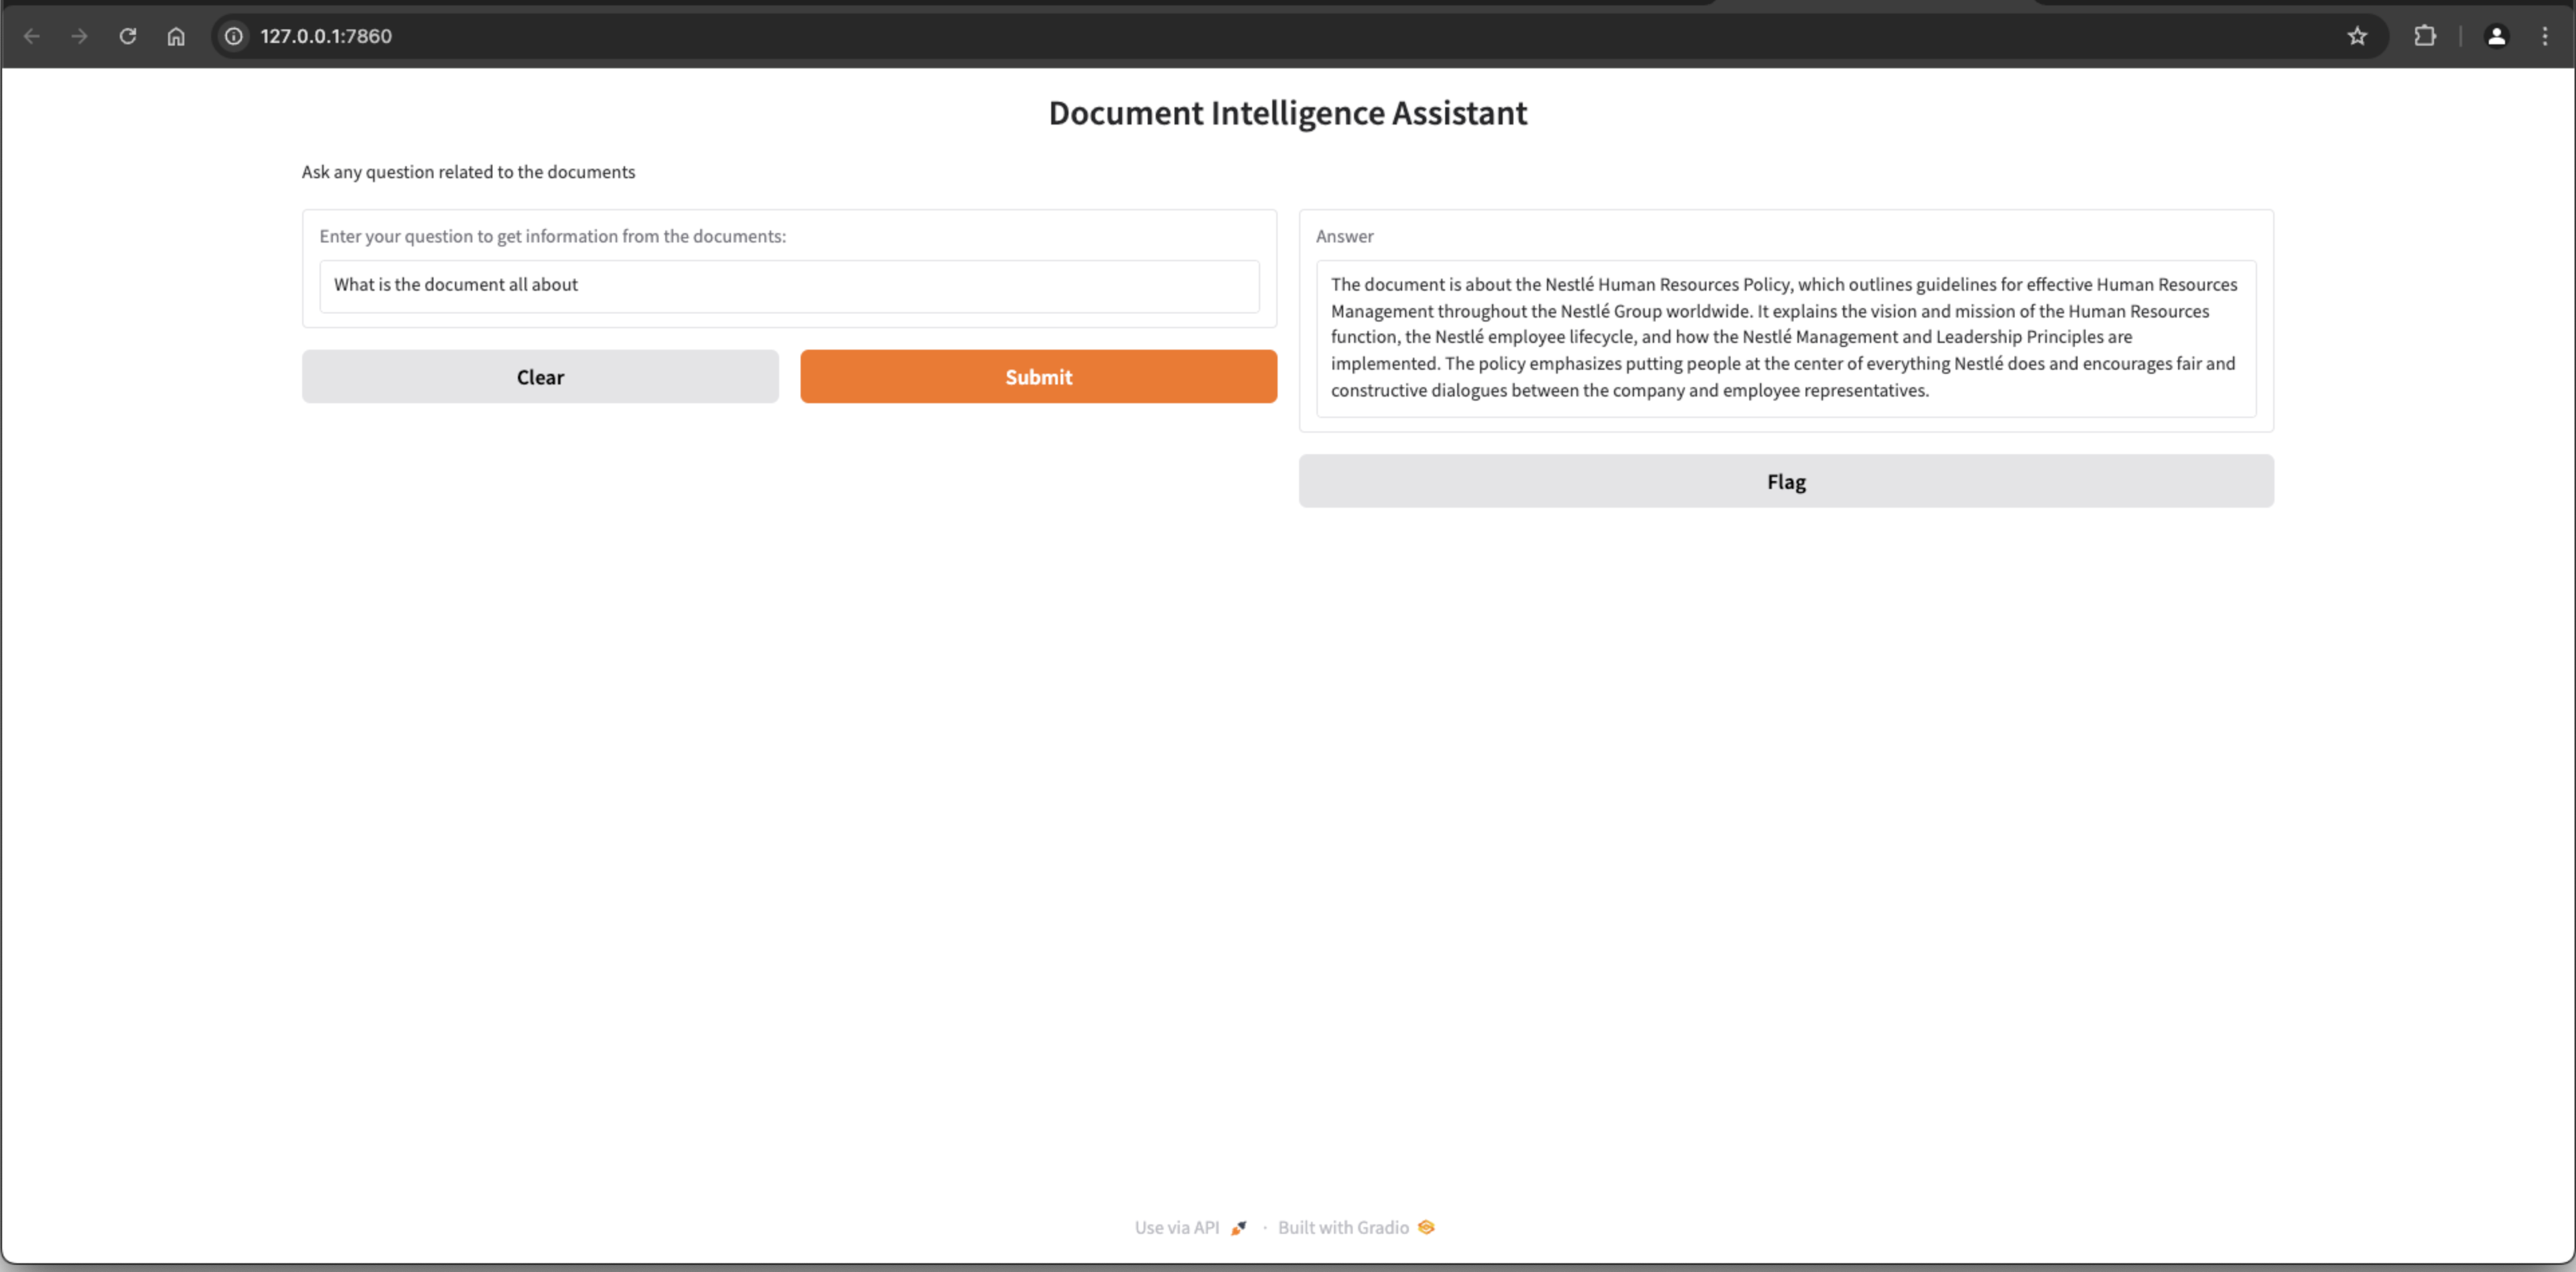 127.0.0.1:7860
Document Intelligence Assistant
Ask any question related to the documents
Enter your question to get information from the documents:
What is the document all about
Clear
Submit
Answer
The document is about the Nestlé Human Resources Policy, which outlines guidelines for effective Human Resources
Management throughout the Nestlé Group worldwide. It explains the vision and mission of the Human Resources
function, the Nestlé employee lifecycle, and how the Nestlé Management and Leadership Principles are
implemented. The policy emphasizes putting people at the center of everything Nestlé does and encourages fair and
constructive dialogues between the company and employee representatives.
Flag
Use via API · Built with Gradio